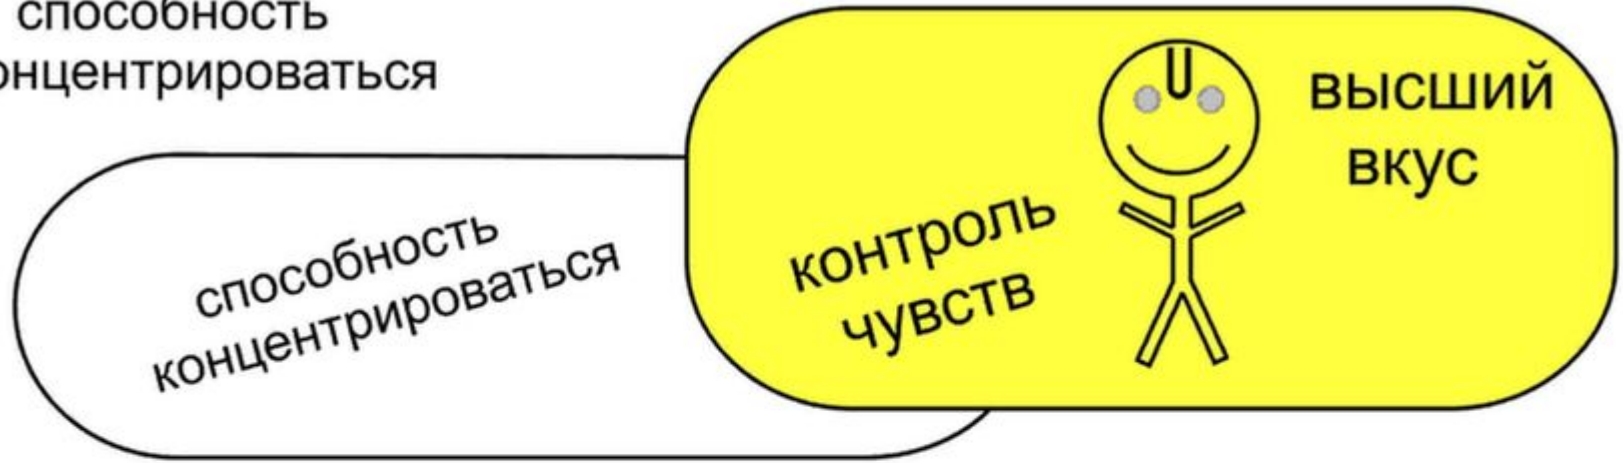 способность
онцентрироваться
способность
концентрироваться
контроль
чувств
высший
вкус